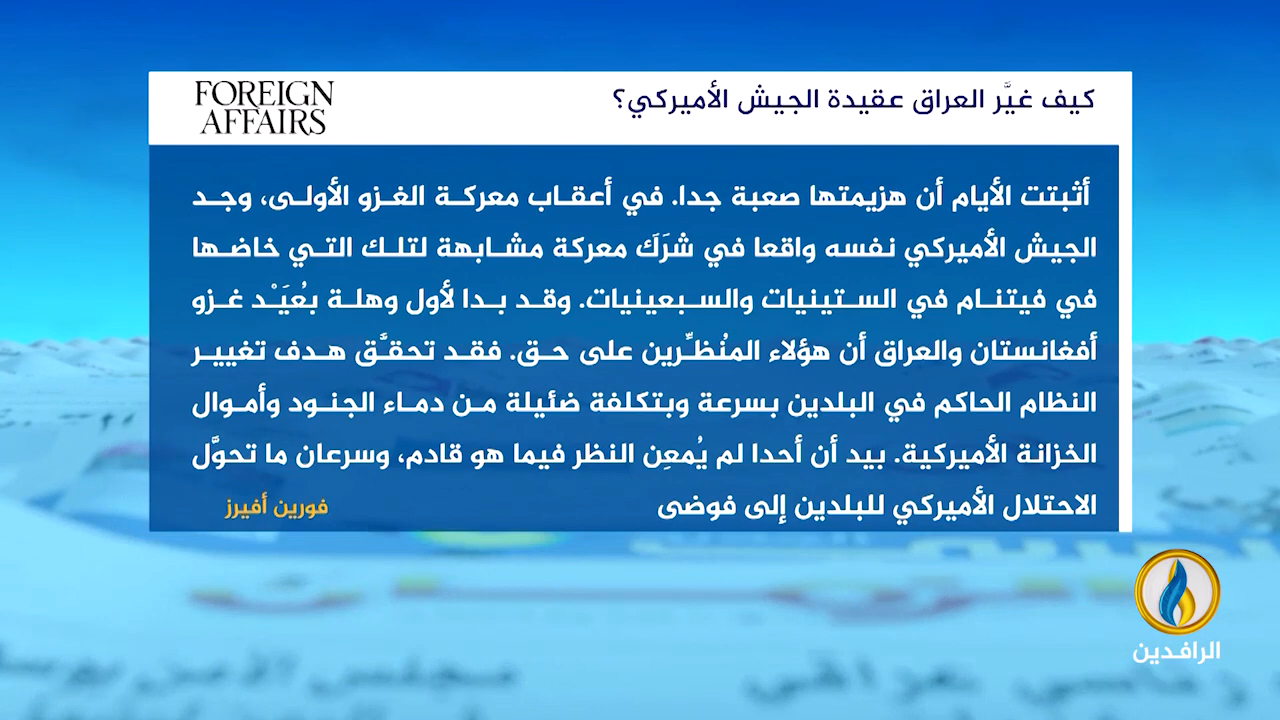 FOREIGN
AFFAIRS
كيف غيَّر العراق عقيدة الجيش الأميركي؟
أثبتت الأيام أن هزيمتها صعبة جدا. في أعقاب معركة الغزو الأولى، وجد
الجيش الأميركي نفسه واقعا في شرَكَ معركة مشابهة لتلك التي خاضها
في فيتنام في الستينيات والسبعينيات. وقد بدا لأول وهلة بُعَيَْد غزو
أفغانستان والعراق أن هؤلاء المنُظِّرين على حق. فقد تحقَّق هدف تغيير
النظام الحاكم في البلدين بسرعة وبتكلفة ضئيلة من دماء الجنود وأموال
الخزانة الأميركية. بيد أن أحدا لم يُمعِن النظر فيما هو قادم، وسرعان ما تحوَّل
الاحتلال الأميركي للبلدين إلى فوضى
فورين أفيرز
الرافدين
مجلس الأمن